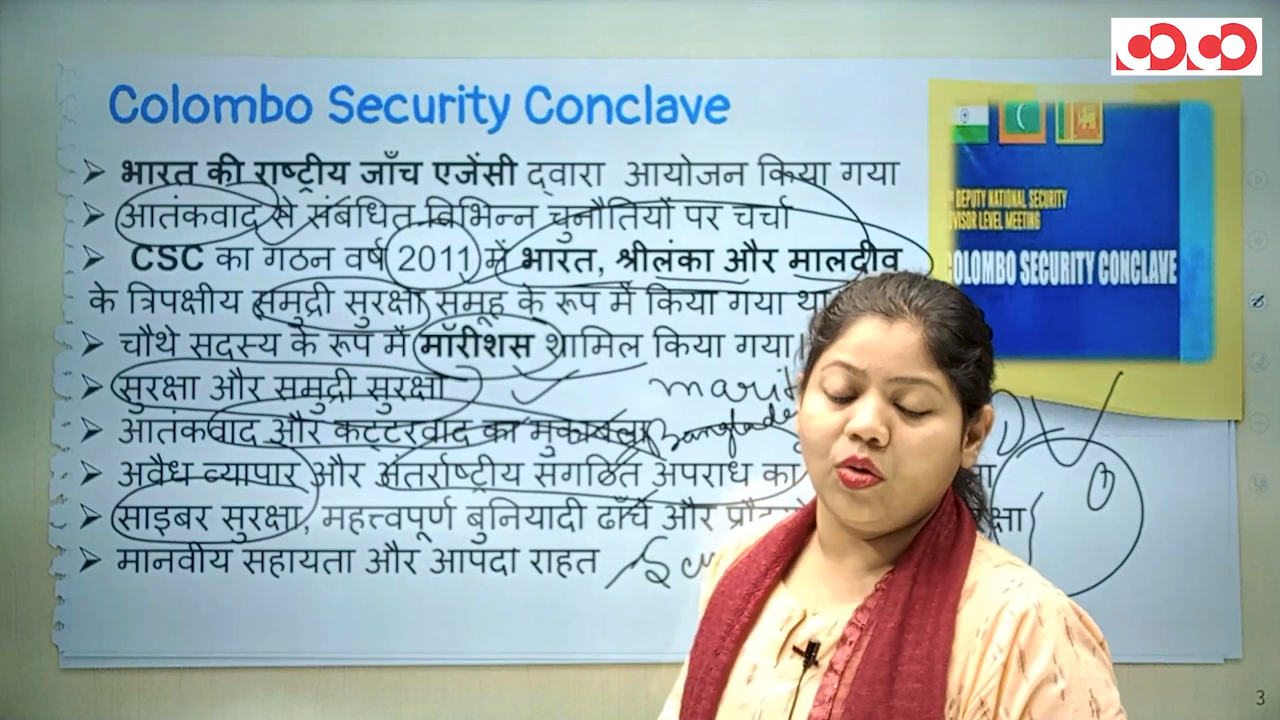 Colombo Security Conclave
➤ भारत की राष्ट्रीय जाँच एजेंसी द्वारा आयोजन किया गया
➤ आतंकवाद से संबंधित विभिन्न चुनौतियों पर चर्चा
➤ CSC का गठन वर्ष 2011 में भारत, श्रीलंका और मालदीव
के त्रिपक्षीय समुद्री सुरक्षा समूह के रूप में किया गया था
➤ चौथे सदस्य के रूप में मॉरीशस शामिल किया गया।
➤ सुरक्षा और समुद्री सुरक्षा
➤ आतंकवाद और कट्टरवाद का मुकाबला
➤ अवैध व्यापार और अंतर्राष्ट्रीय संगठित अपराध का
➤ साइबर सुरक्षा, महत्त्वपूर्ण बुनियादी ढाँचे और
➤ मानवीय सहायता और आपदा राहत
DEPUTY NATIONAL SECURITY
VISOR LEVEL MEETING
COLOMBO SECURITY CONCLAVE
3